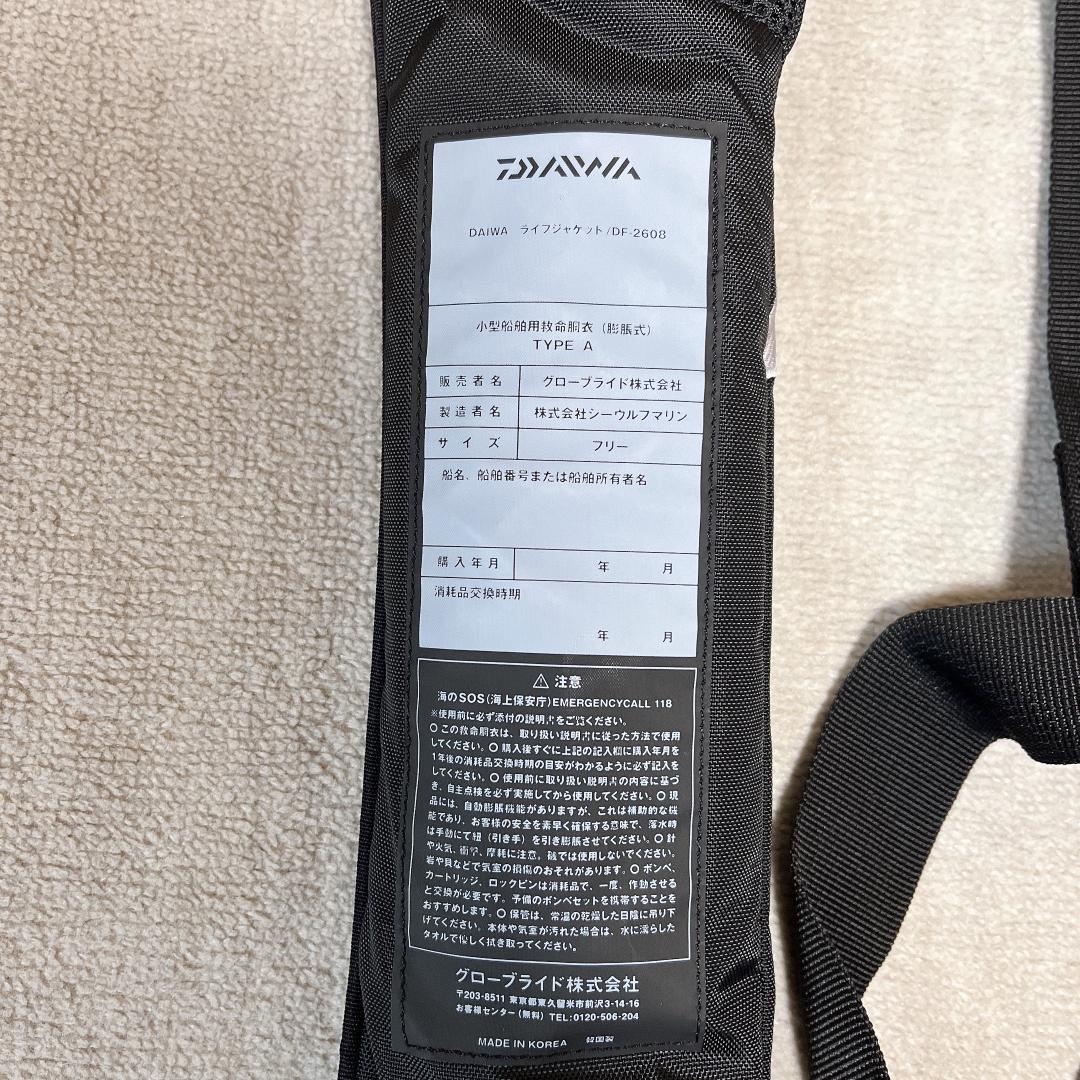 DAIWA
DAIWA ライフジャケット/DF-2608
小型船舶用救命胴衣（膨脹式）
TYPE A
販売者名 グローブライド株式会社
製造者名 株式会社シーウルフマリン
サイズ フリー
船名、船舶番号または船舶所有者名
購入年月 年 月
消耗品交換時期
年 月
⚠ 注意
海のSOS(海上保安庁)EMERGENCYCALL 118
※使用前に必ず添付の説明書をご覧ください。
○ この救命胴衣は、取り扱い説明書に従った方法で使用
してください。○ 購入後すぐに上記の記入欄に購入年月を
1年後の消耗品交換時期の目安がわかるように必ず記入を
してください。○ 使用前に取り扱い説明書の内容に基づ
き、自主点検を必ず実施してから使用してください。○ 現
品には、自動膨脹機能がありますが、これは補助的な機
能であり、お客様の安全を素早く確保する意味で、落水時
は手動にて紐（引き手）を引き膨脹させてください。○ 針
や火気、衝撃、摩耗に注意。磯では使用しないでください。
岩や貝などで気室の損傷のおそれがあります。○ ボンベ、
カートリッジ、ロックピンは消耗品で、一度、作動させる
と交換が必要です。予備のボンベセットを携帯することを
おすすめします。○ 保管は、常温の乾燥した日陰に吊り下
げてください。本体や気室が汚れた場合は、水に濡らした
タオルで優しく拭き取ってください。
グローブライド株式会社
〒203-8511 東京都東久留米市前沢3-14-16
お客様センター（無料）TEL:0120-506-204
MADE IN KOREA 韓国製